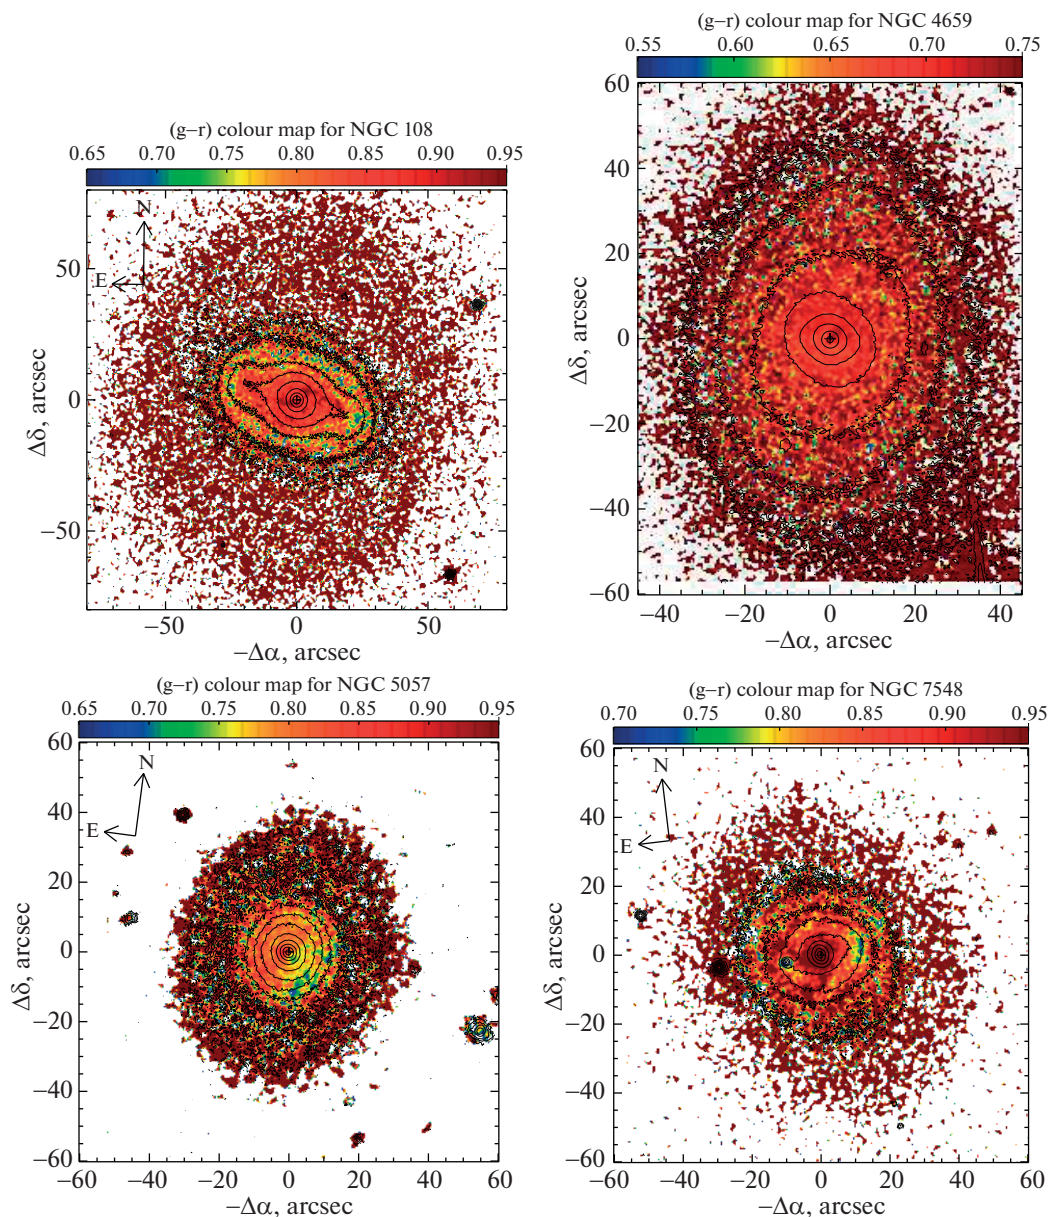 (g−r) colour map for NGC 4659
0.55 0.60 0.65 0.70 0.75
60
40
20
0
−20
−40
−60
Δδ, arcsec
−40 −20 0 20 40
−Δα, arcsec
(g−r) colour map for NGC 108
0.65 0.70 0.75 0.80 0.85 0.90 0.95
N
E
50
0
−50
Δδ, arcsec
−50 0 50
−Δα, arcsec
(g−r) colour map for NGC 5057
0.65 0.70 0.75 0.80 0.85 0.90 0.95
N
E
60
40
20
0
−20
−40
−60
Δδ, arcsec
−60 −40 −20 0 20 40 60
−Δα, arcsec
(g−r) colour map for NGC 7548
0.70 0.75 0.80 0.85 0.90 0.95
N
E
60
40
20
0
−20
−40
−60
Δδ, arcsec
−60 −40 −20 0 20 40 60
−Δα, arcsec